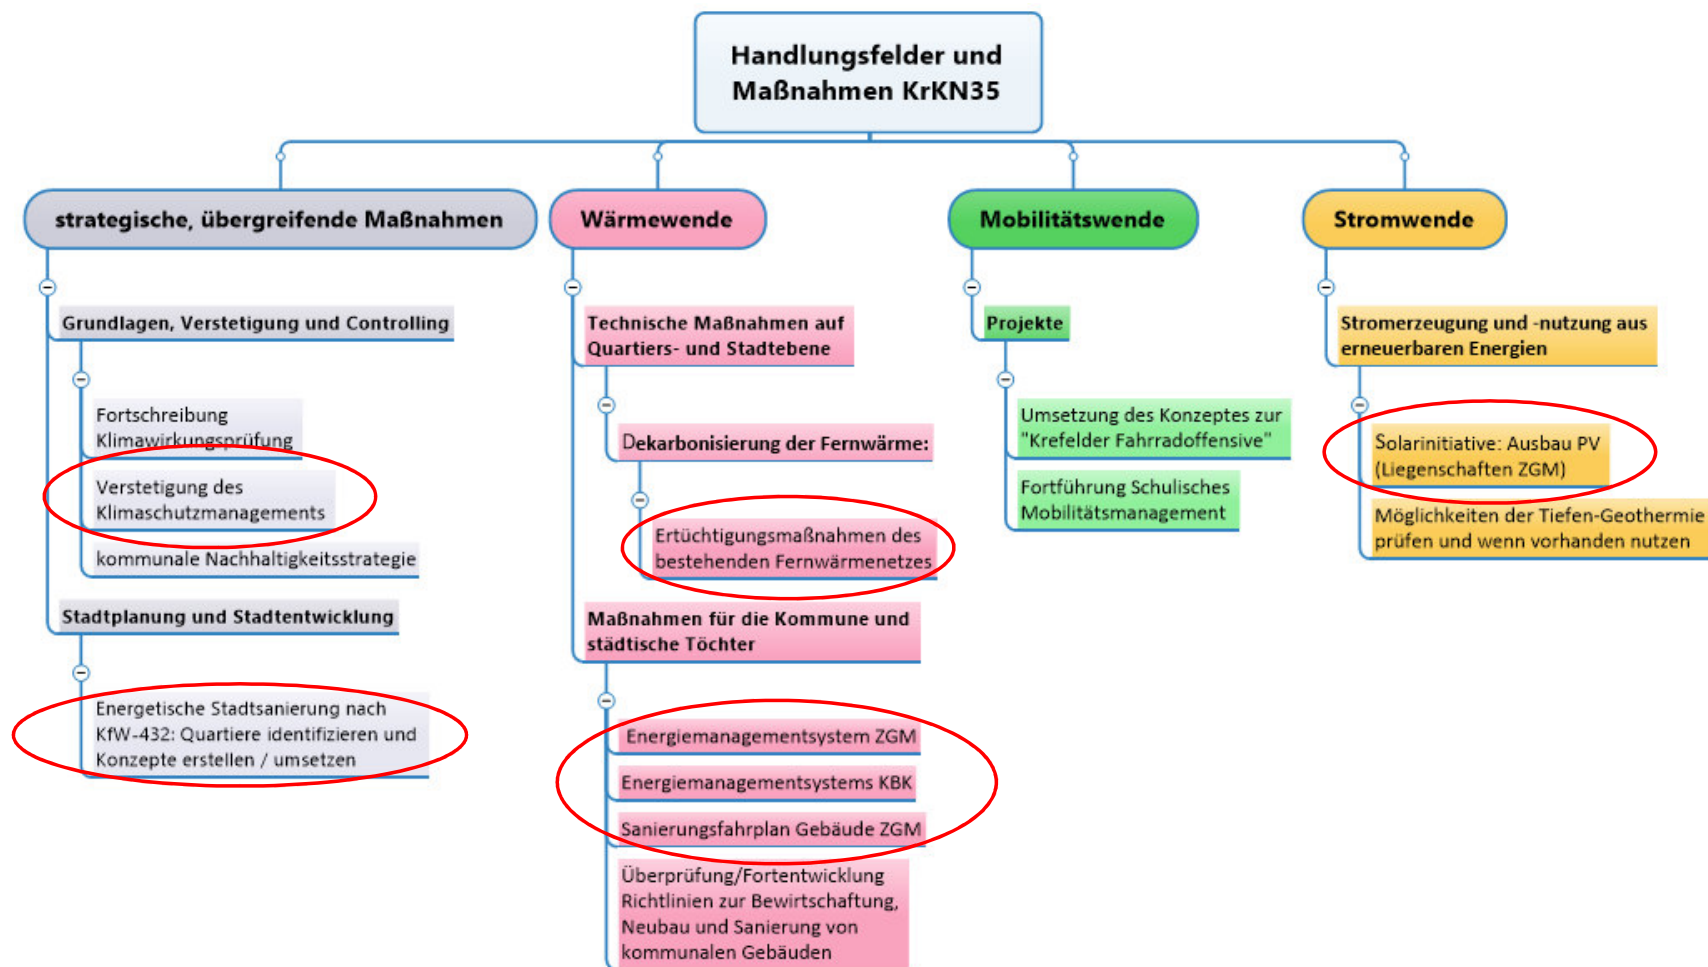 Handlungsfelder und
Maßnahmen KrKN35
strategische, übergreifende Maßnahmen
Grundlagen, Verstetigung und Controlling
Fortschreibung
Klimawirkungsprüfung
Verstetigung des
Klimaschutzmanagements
kommunale Nachhaltigkeitsstrategie
Stadtplanung und Stadtentwicklung
Energetische Stadtsanierung nach
KfW-432: Quartiere identifizieren und
Konzepte erstellen / umsetzen
Wärmewende
Technische Maßnahmen auf
Quartiers- und Stadtebene
Dekarbonisierung der Fernwärme:
Ertüchtigungsmaßnahmen des
bestehenden Fernwärmenetzes
Maßnahmen für die Kommune und
städtische Töchter
Energiemanagementsystem ZGM
Energiemanagementsystems KBK
Sanierungsfahrplan Gebäude ZGM
Überprüfung/Fortentwicklung
Richtlinien zur Bewirtschaftung,
Neubau und Sanierung von
kommunalen Gebäuden
Mobilitätswende
Projekte
Umsetzung des Konzeptes zur
"Krefelder Fahrradoffensive"
Fortführung Schulisches
Mobilitätsmanagement
Stromwende
Stromerzeugung und -nutzung aus
erneuerbaren Energien
Solarinitiative: Ausbau PV
(Liegenschaften ZGM)
Möglichkeiten der Tiefen-Geothermie
prüfen und wenn vorhanden nutzen